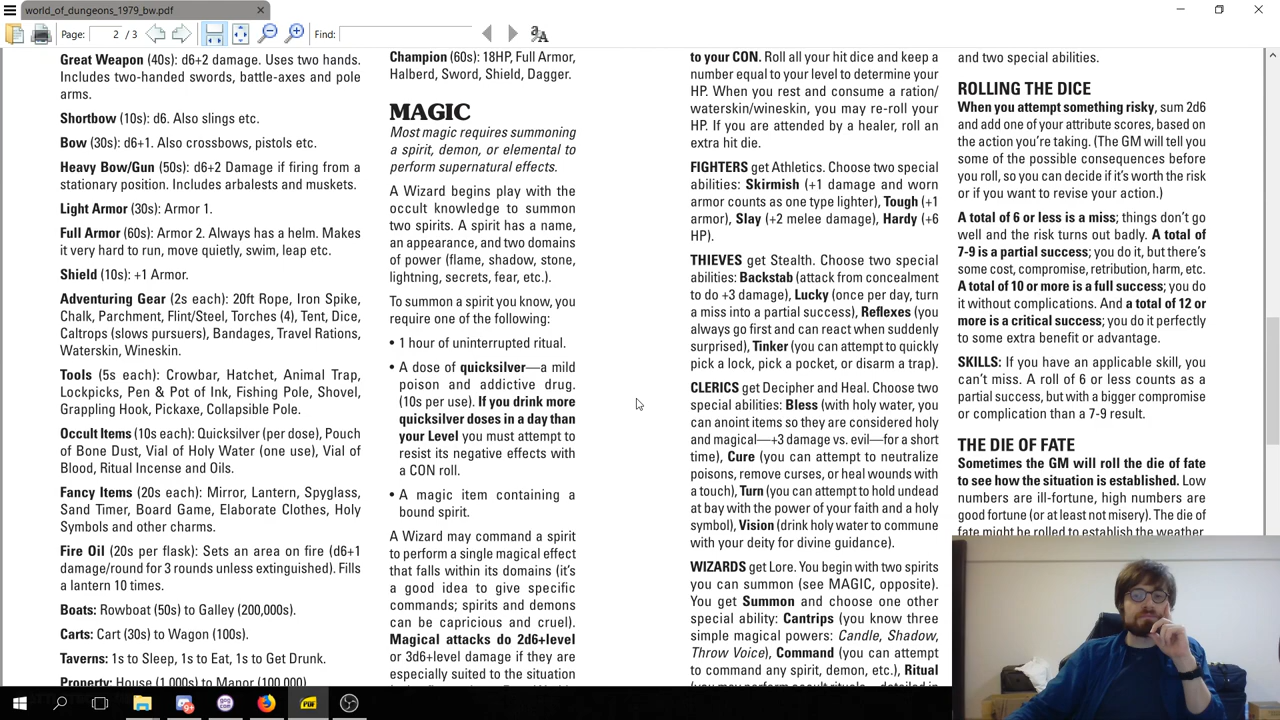 world_of_dungeons_1979_bw.pdf
Page: 2 / 3 Find:
Great Weapon (40s): d6+2 damage. Uses two hands.
Includes two-handed swords, battle-axes and pole
arms.
Shortbow (10s): d6. Also slings etc.
Bow (30s): d6+1. Also crossbows, pistols etc.
Heavy Bow/Gun (50s): d6+2 Damage if firing from a
stationary position. Includes arbalests and muskets.
Light Armor (30s): Armor 1.
Full Armor (60s): Armor 2. Always has a helm. Makes
it very hard to run, move quietly, swim, leap etc.
Shield (10s): +1 Armor.
Adventuring Gear (2s each): 20ft Rope, Iron Spike,
Chalk, Parchment, Flint/Steel, Torches (4), Tent, Dice,
Caltrops (slows pursuers), Bandages, Travel Rations,
Waterskin, Wineskin.
Tools (5s each): Crowbar, Hatchet, Animal Trap,
Lockpicks, Pen & Pot of Ink, Fishing Pole, Shovel,
Grappling Hook, Pickaxe, Collapsible Pole.
Occult Items (10s each): Quicksilver (per dose), Pouch
of Bone Dust, Vial of Holy Water (one use), Vial of
Blood, Ritual Incense and Oils.
Fancy Items (20s each): Mirror, Lantern, Spyglass,
Sand Timer, Board Game, Elaborate Clothes, Holy
Symbols and other charms.
Fire Oil (20s per flask): Sets an area on fire (d6+1
damage/round for 3 rounds unless extinguished). Fills
a lantern 10 times.
Boats: Rowboat (50s) to Galley (200,000s).
Carts: Cart (30s) to Wagon (100s).
Taverns: 1s to Sleep, 1s to Eat, 1s to Get Drunk.
Property: House (1,000s) to Manor (100,000)
Champion (60s): 18HP, Full Armor,
Halberd, Sword, Shield, Dagger.
MAGIC
Most magic requires summoning
a spirit, demon, or elemental to
perform supernatural effects.
A Wizard begins play with the
occult knowledge to summon
two spirits. A spirit has a name,
an appearance, and two domains
of power (flame, shadow, stone,
lightning, secrets, fear, etc.).
To summon a spirit you know, you
require one of the following:
• 1 hour of uninterrupted ritual.
• A dose of quicksilver—a mild
poison and addictive drug.
(10s per use). If you drink more
quicksilver doses in a day than
your Level you must attempt to
resist its negative effects with
a CON roll.
• A magic item containing a
bound spirit.
A Wizard may command a spirit
to perform a single magical effect
that falls within its domains (it's
a good idea to give specific
commands; spirits and demons
can be capricious and cruel).
Magical attacks do 2d6+level
or 3d6+level damage if they are
especially suited to the situation
to your CON. Roll all your hit dice and keep a
number equal to your level to determine your
HP. When you rest and consume a ration/
waterskin/wineskin, you may re-roll your
HP. If you are attended by a healer, roll an
extra hit die.
FIGHTERS get Athletics. Choose two special
abilities: Skirmish (+1 damage and worn
armor counts as one type lighter), Tough (+1
armor), Slay (+2 melee damage), Hardy (+6
HP).
THIEVES get Stealth. Choose two special
abilities: Backstab (attack from concealment
to do +3 damage), Lucky (once per day, turn
a miss into a partial success), Reflexes (you
always go first and can react when suddenly
surprised), Tinker (you can attempt to quickly
pick a lock, pick a pocket, or disarm a trap).
CLERICS get Decipher and Heal. Choose two
special abilities: Bless (with holy water, you
can anoint items so they are considered holy
and magical—+3 damage vs. evil—for a short
time), Cure (you can attempt to neutralize
poisons, remove curses, or heal wounds with
a touch), Turn (you can attempt to hold undead
at bay with the power of your faith and a holy
symbol), Vision (drink holy water to commune
with your deity for divine guidance).
WIZARDS get Lore. You begin with two spirits
you can summon (see MAGIC, opposite).
You get Summon and choose one other
special ability: Cantrips (you know three
simple magical powers: Candle, Shadow,
Throw Voice), Command (you can attempt
to command any spirit, demon, etc.), Ritual
and two special abilities.
ROLLING THE DICE
When you attempt something risky, sum 2d6
and add one of your attribute scores, based on
the action you're taking. (The GM will tell you
some of the possible consequences before
you roll, so you can decide if it's worth the risk
or if you want to revise your action.)
A total of 6 or less is a miss; things don't go
well and the risk turns out badly. A total of
7-9 is a partial success; you do it, but there's
some cost, compromise, retribution, harm, etc.
A total of 10 or more is a full success; you do
it without complications. And a total of 12 or
more is a critical success; you do it perfectly
to some extra benefit or advantage.
SKILLS: If you have an applicable skill, you
can't miss. A roll of 6 or less counts as a
partial success, but with a bigger compromise
or complication than a 7-9 result.
THE DIE OF FATE
Sometimes the GM will roll the die of fate
to see how the situation is established. Low
numbers are ill-fortune, high numbers are
good fortune (or at least not misery). The die of
fate might be rolled to establish the weather,